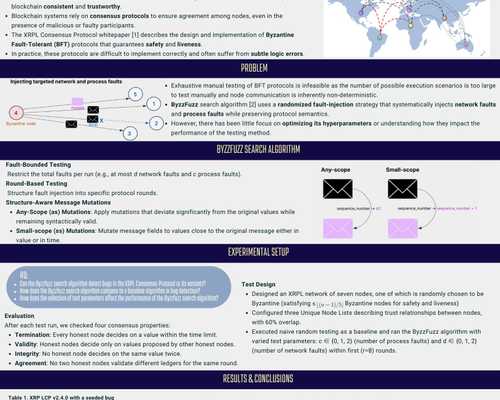 blockchain consistent and trustworthy.
Blockchain systems rely on consensus protocols to ensure agreement among nodes, even in the
presence of malicious or faulty participants.
The XRPL Consensus Protocol whitepaper [1] describes the design and implementation of Byzantine
Fault-Tolerant (BFT) protocols that guarantee safety and liveness.
In practice, these protocols are difficult to implement correctly and often suffer from subtle logic errors.
PROBLEM
Injecting targeted network and process faults
4
Byzantine node
5
1
2
3
X
Exhaustive manual testing of BFT protocols is infeasible as the number of possible execution scenarios is too large
to test manually and node communication is inherently non-deterministic.
ByzzFuzz search algorithm [2] uses a randomized fault-injection strategy that systematically injects network faults
and process faults while preserving protocol semantics.
However, there has been little focus on optimizing its hyperparameters or understanding how they impact the
performance of the testing method.
BYZZFUZZ SEARCH ALGORITHM
Fault-Bounded Testing
Restrict the total faults per run (e.g., at most d network faults and c process faults).
Round-Based Testing
Structure fault injection into specific protocol rounds.
Structure-Aware Message Mutations
Any-Scope (as) Mutations: Apply mutations that deviate significantly from the original values while
remaining syntactically valid.
Small-scope (ss) Mutations: Mutate message fields to values close to the original message either in
value or in time.
Any-scope
Small-scope
EXPERIMENTAL SETUP
RQ:
Can the ByzzFuzz search algorithm detect bugs in the XRPL Consensus Protocol or its variants?
How does the ByzzFuzz search algorithm compare to a baseline algorithm in bug detection?
How does the selection of test parameters affect the performance of the ByzzFuzz search algorithm?
Evaluation
After each test run, we checked four consensus properties:
Termination: Every honest node decides on a value within the time limit.
Validity: Honest nodes decide only on values proposed by other honest nodes.
Integrity: No honest node decides on the same value twice.
Agreement: No two honest nodes validate different ledgers for the same round.
Test Design
Designed an XRPL network of seven nodes, one of which is randomly chosen to be
Byzantine (satisfying ≤ ⌊(n−1)/5⌋ Byzantine nodes for safety and liveness)
Configured three Unique Node Lists describing trust relationships between nodes,
with 60% overlap.
Executed naive random testing as a baseline and ran the ByzzFuzz algorithm with
varied test parameters: c ∈ {0, 1, 2} (number of process faults) and d ∈ {0, 1, 2}
(number of network faults) within first (r=8) rounds.
RESULTS & CONCLUSIONS
Table 1: XRP LCP v2.4.0 with a seeded bug